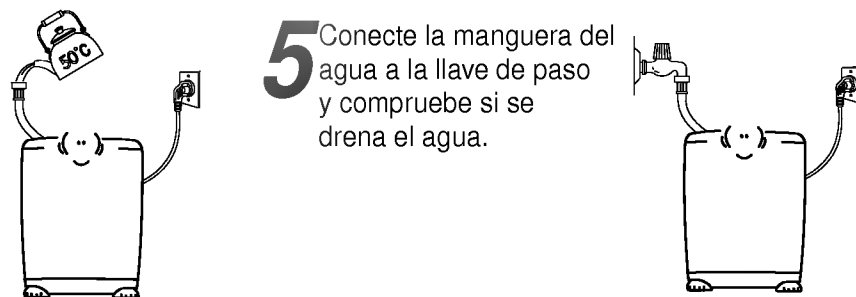 50°C
5 Conecte la manguera del
agua a la llave de paso
y compruebe si se
drena el agua.